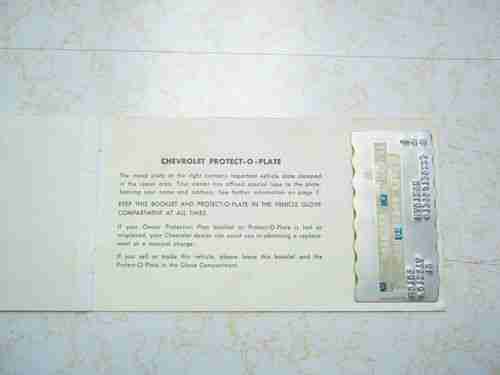 CHEVROLET PROTECT-O-PLATE
The metal plate at the right contains important vehicle data stamped
in the raised areas. Your dealer has affixed special tape to the plate
bearing your name and address. See further information on page 2.
KEEP THIS BOOKLET AND PROTECT-O-PLATE IN THE VEHICLE GLOVE
COMPARTMENT AT ALL TIMES.
If your Owner Protection Plan booklet or Protect-O-Plate is lost or
misplaced, your Chevrolet dealer can assist you in obtaining a replace-
ment at a nominal charge.
If you sell or trade this vehicle, please leave this booklet and the
Protect-O-Plate in the Glove Compartment.